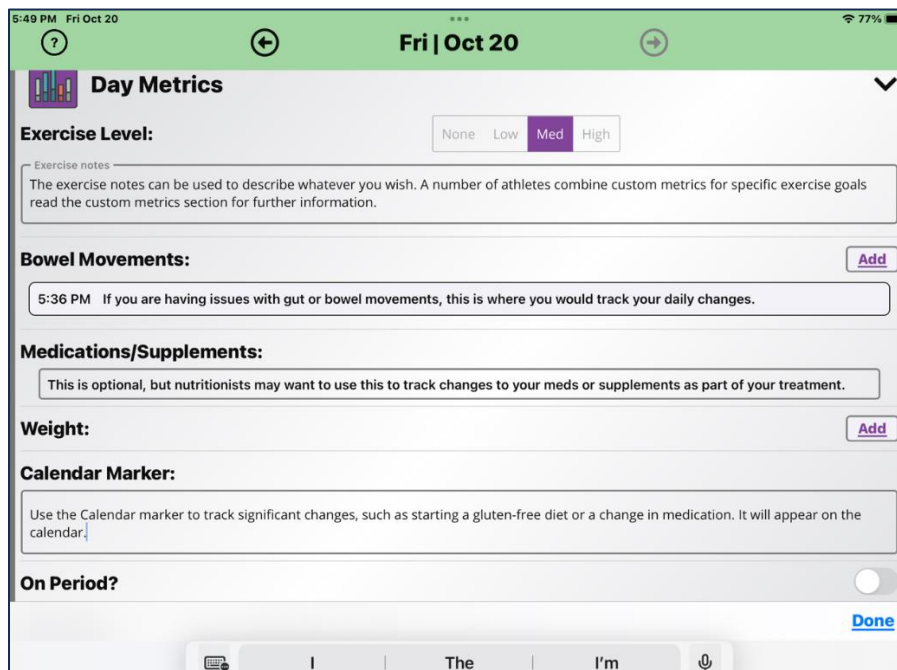 5:49 PM Fri Oct 20
77%
?
Fri | Oct 20
Day Metrics
Exercise Level:
None Low Med High
Exercise notes
The exercise notes can be used to describe whatever you wish. A number of athletes combine custom metrics for specific exercise goals
read the custom metrics section for further information.
Bowel Movements:
Add
5:36 PM If you are having issues with gut or bowel movements, this is where you would track your daily changes.
Medications/Supplements:
This is optional, but nutritionists may want to use this to track changes to your meds or supplements as part of your treatment.
Weight:
Add
Calendar Marker:
Use the Calendar marker to track significant changes, such as starting a gluten-free diet or a change in medication. It will appear on the
calendar.
On Period?
Done
I The I'm